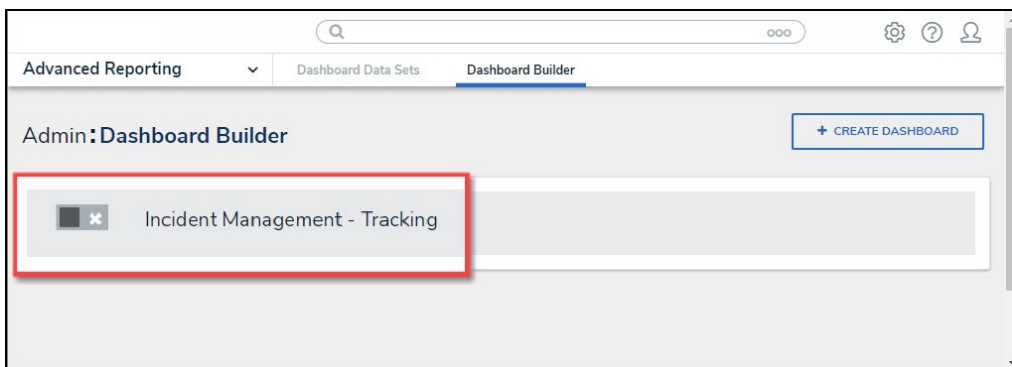 Advanced Reporting
Dashboard Data Sets
Dashboard Builder
Admin:Dashboard Builder
+ CREATE DASHBOARD
Incident Management - Tracking